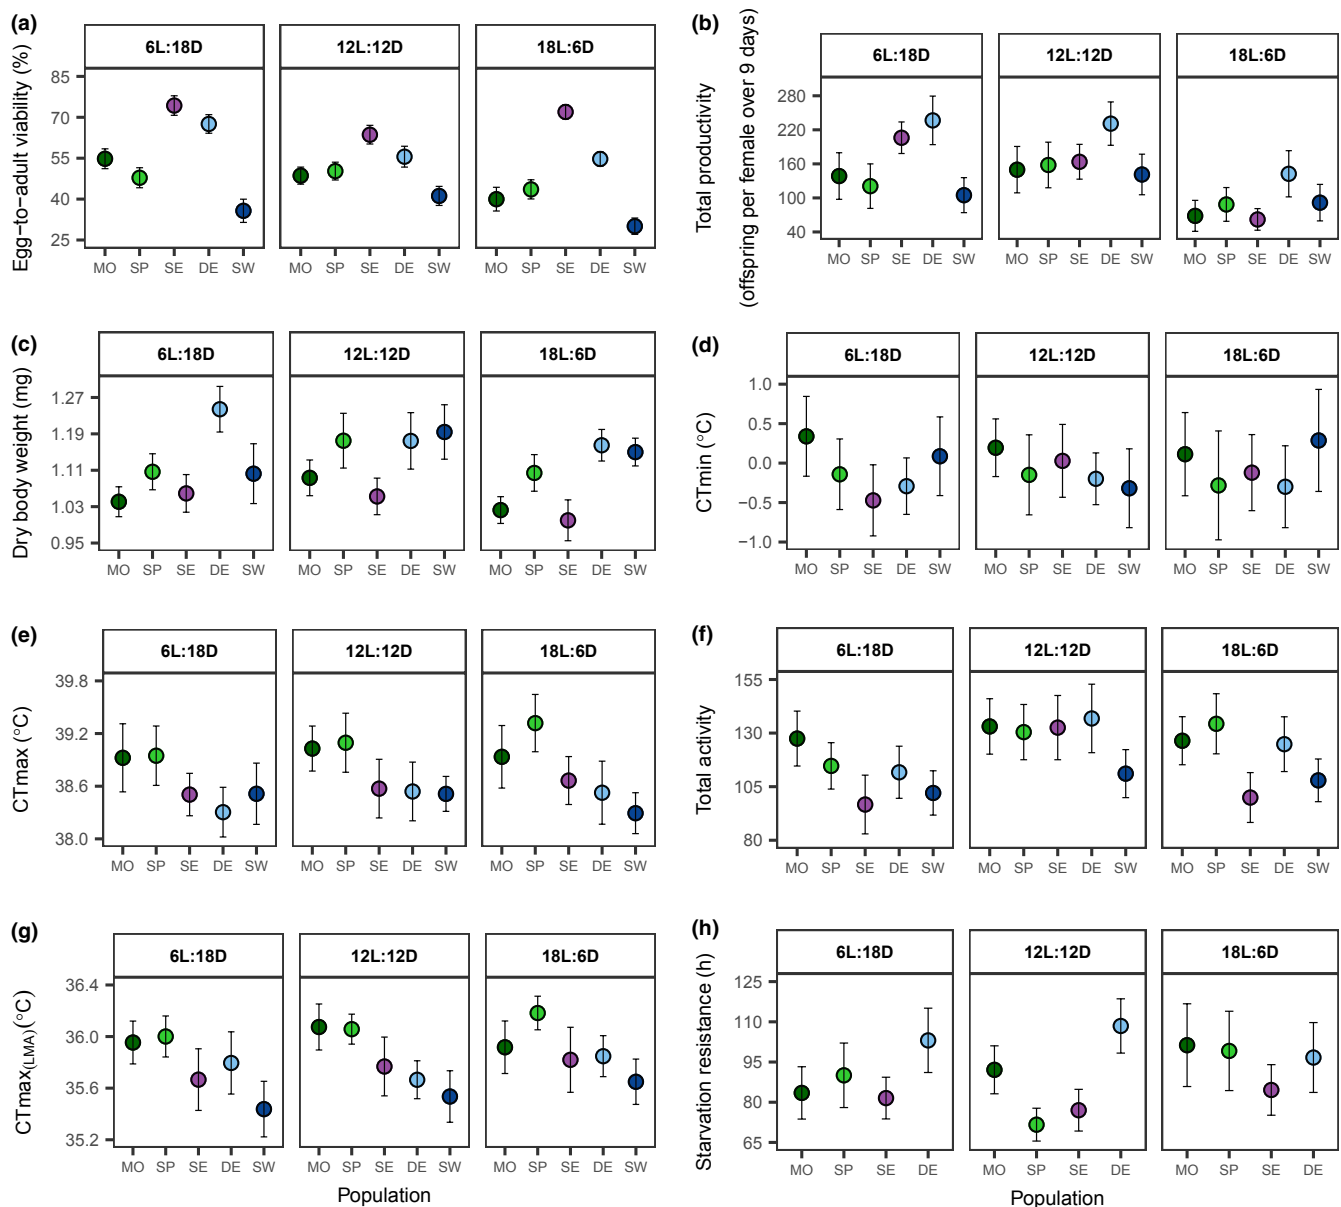 (a)
6L:18D 12L:12D 18L:6D
Egg−to−adult viability (%)
85
70
55
40
25
MO SP SE DE SW MO SP SE DE SW MO SP SE DE SW
(b)
6L:18D 12L:12D 18L:6D
Total productivity
(offspring per female over 9 days)
280
220
160
100
40
MO SP SE DE SW MO SP SE DE SW MO SP SE DE SW
(c)
6L:18D 12L:12D 18L:6D
Dry body weight (mg)
1.27
1.19
1.11
1.03
0.95
MO SP SE DE SW MO SP SE DE SW MO SP SE DE SW
(d)
6L:18D 12L:12D 18L:6D
CTmin (°C)
1.0
0.5
0.0
−0.5
−1.0
MO SP SE DE SW MO SP SE DE SW MO SP SE DE SW
(e)
6L:18D 12L:12D 18L:6D
CTmax (°C)
39.8
39.2
38.6
38.0
MO SP SE DE SW MO SP SE DE SW MO SP SE DE SW
(f)
6L:18D 12L:12D 18L:6D
Total activity
155
130
105
80
MO SP SE DE SW MO SP SE DE SW MO SP SE DE SW
(g)
6L:18D 12L:12D 18L:6D
CTmax(LMA)(°C)
36.4
36.0
35.6
35.2
MO SP SE DE SW MO SP SE DE SW MO SP SE DE SW
Population
(h)
6L:18D 12L:12D 18L:6D
Starvation resistance (h)
125
110
95
80
65
MO SP SE DE MO SP SE DE MO SP SE DE
Population